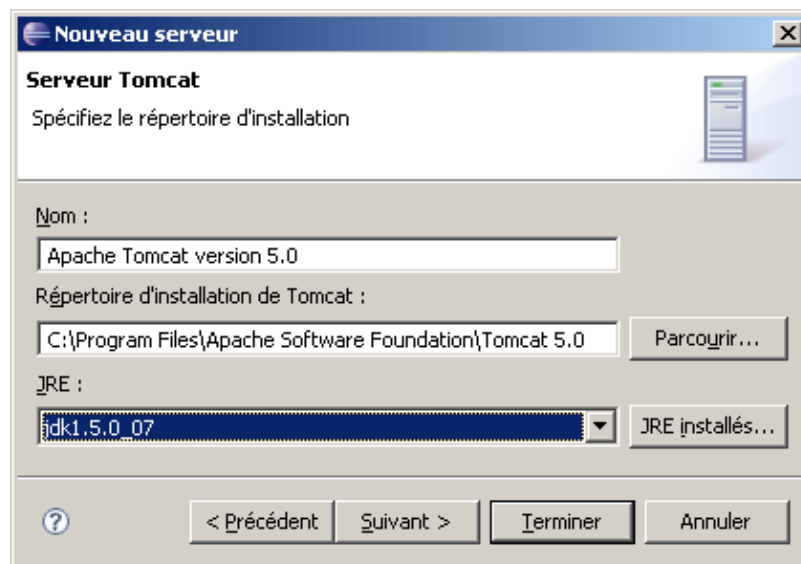 Nouveau serveur
Serveur Tomcat
Spécifiez le répertoire d'installation
Nom :
Apache Tomcat version 5.0
Répertoire d'installation de Tomcat :
C:\Program Files\Apache Software Foundation\Tomcat 5.0
Parcourir...
JRE :
jdk1.5.0_07
JRE installés...
?
< Précédent
Suivant >
Terminer
Annuler